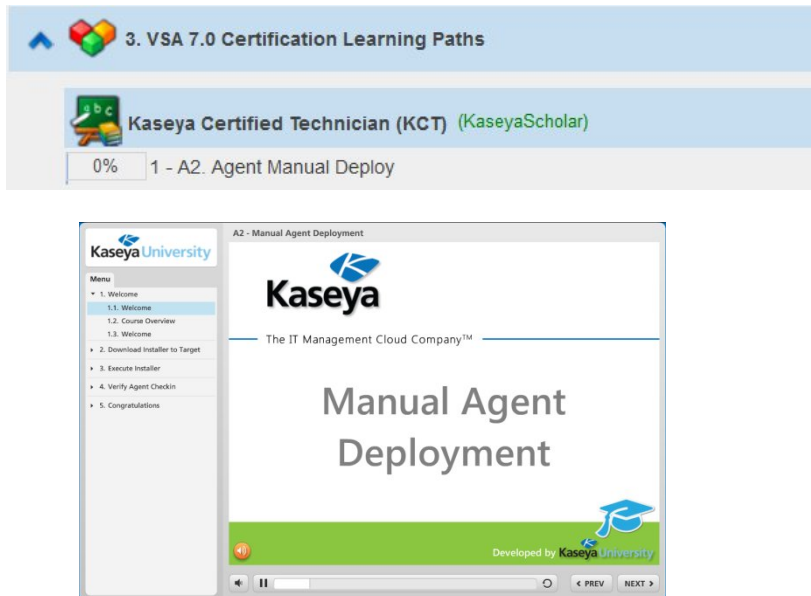 3. VSA 7.0 Certification Learning Paths
abc
Kaseya Certified Technician (KCT) (KaseyaScholar)
0% 1 - A2. Agent Manual Deploy
Kaseya University
A2 - Manual Agent Deployment
Menu
1. Welcome
1.1. Welcome
1.2. Course Overview
1.3. Welcome
2. Download Installer to Target
3. Execute Installer
4. Verify Agent Checkin
5. Congratulations
Kaseya
The IT Management Cloud Company™
Manual Agent
Deployment
Developed by Kaseya University
< PREV NEXT >